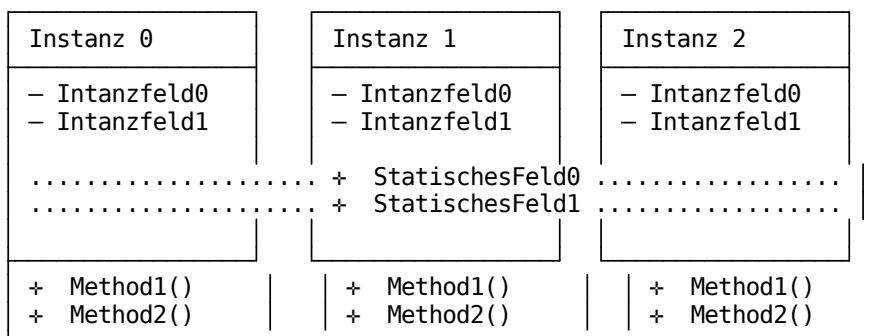 Instanz 0 Instanz 1 Instanz 2
– Intanzfeld0 – Intanzfeld0 – Intanzfeld0
– Intanzfeld1 – Intanzfeld1 – Intanzfeld1
..................... ÷ StatischesFeld0 ..................
..................... ÷ StatischesFeld1 ..................
÷ Method1() ÷ Method1() ÷ Method1()
÷ Method2() ÷ Method2() ÷ Method2()